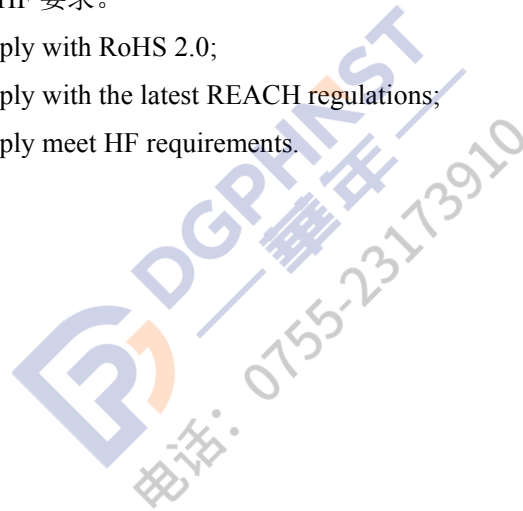 HF 要求。
ply with RoHS 2.0;
ply with the latest REACH regulations;
ply meet HF requirements.
DGPHNST
華年
电话：0755-23173910